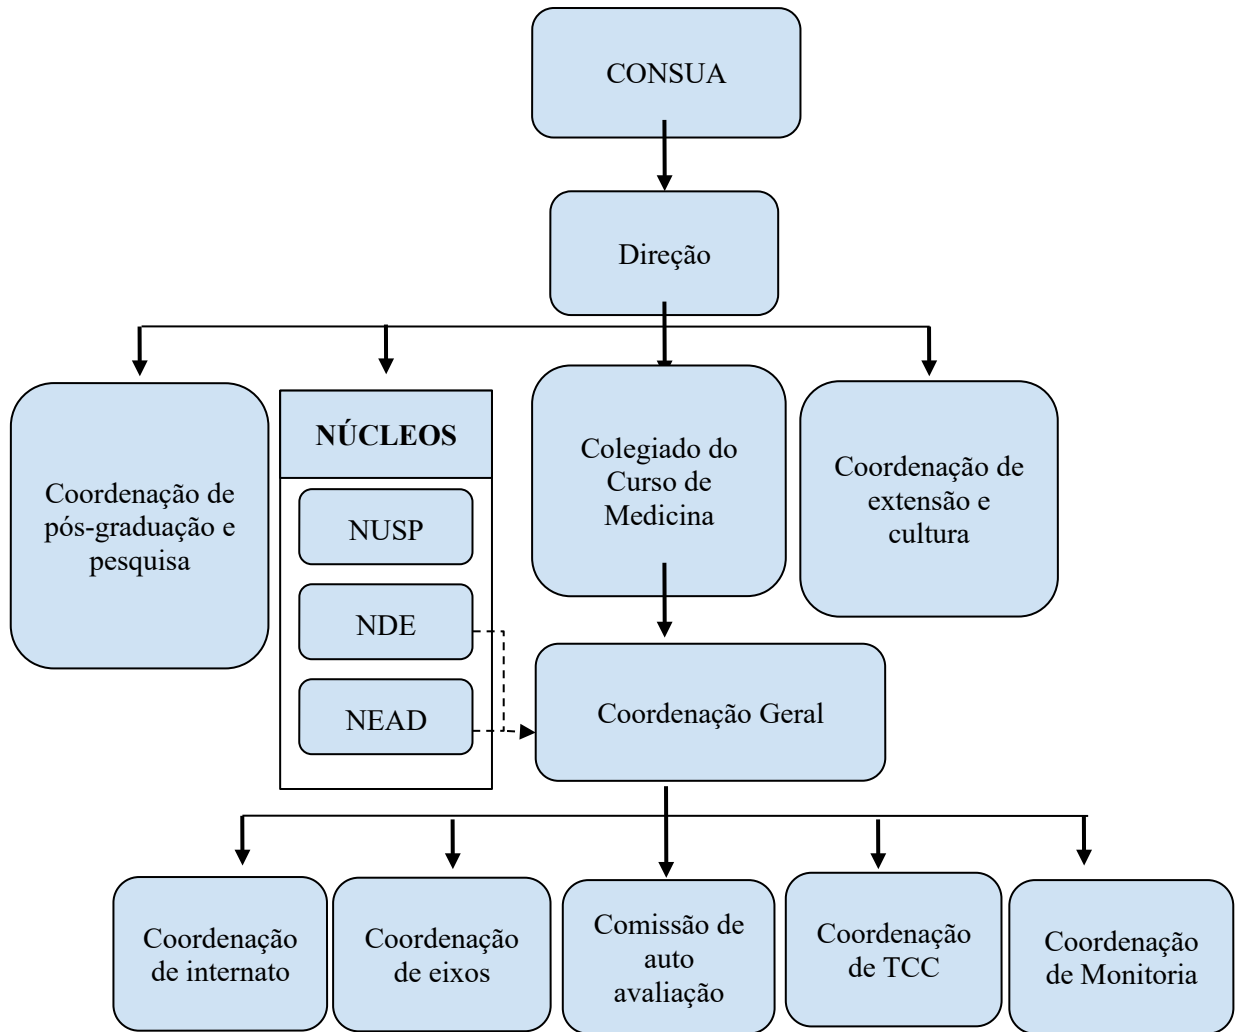 CONSUA
Direção
Coordenação de
pós-graduação e
pesquisa
NÚCLEOS
NUSP
NDE
NEAD
Colegiado do
Curso de
Medicina
Coordenação de
extensão e
cultura
Coordenação Geral
Coordenação
de internato
Coordenação
de eixos
Comissão de
auto
avaliação
Coordenação
de TCC
Coordenação
de Monitoria